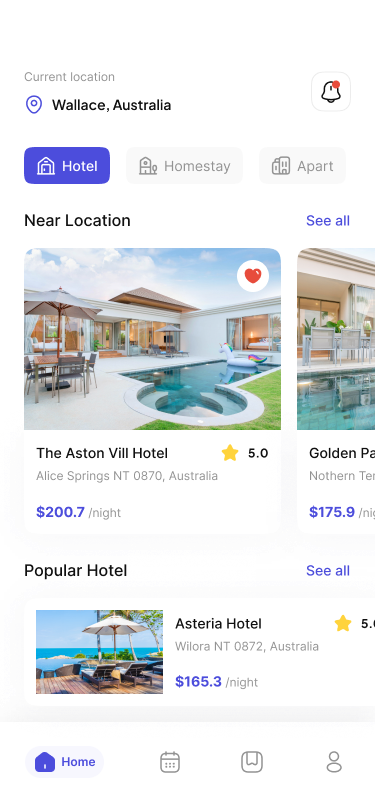 Current location
Wallace, Australia
Hotel
Homestay
Apart
Near Location
See all
The Aston Vill Hotel
5.0
Alice Springs NT 0870, Australia
$200.7 /night
Golden Pa
Nothern Ter
$175.9 /nig
Popular Hotel
See all
Asteria Hotel
5.0
Wilora NT 0872, Australia
$165.3 /night
Home